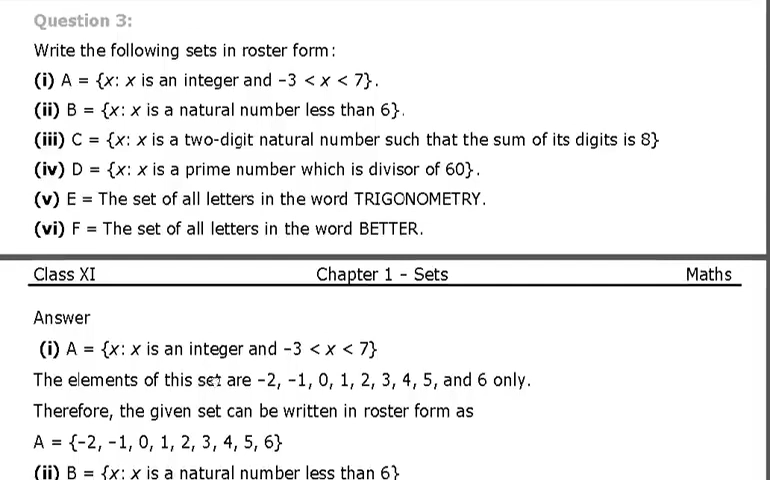 Question 3:
Write the following sets in roster form:
(i) A = {x: x is an integer and –3 < x < 7}.
(ii) B = {x: x is a natural number less than 6}.
(iii) C = {x: x is a two-digit natural number such that the sum of its digits is 8}
(iv) D = {x: x is a prime number which is divisor of 60}.
(v) E = The set of all letters in the word TRIGONOMETRY.
(vi) F = The set of all letters in the word BETTER.
Class XI Chapter 1 – Sets Maths
Answer
(i) A = {x: x is an integer and –3 < x < 7}
The elements of this set are –2, –1, 0, 1, 2, 3, 4, 5, and 6 only.
Therefore, the given set can be written in roster form as
A = {–2, –1, 0, 1, 2, 3, 4, 5, 6}
(ii) B = {x: x is a natural number less than 6}